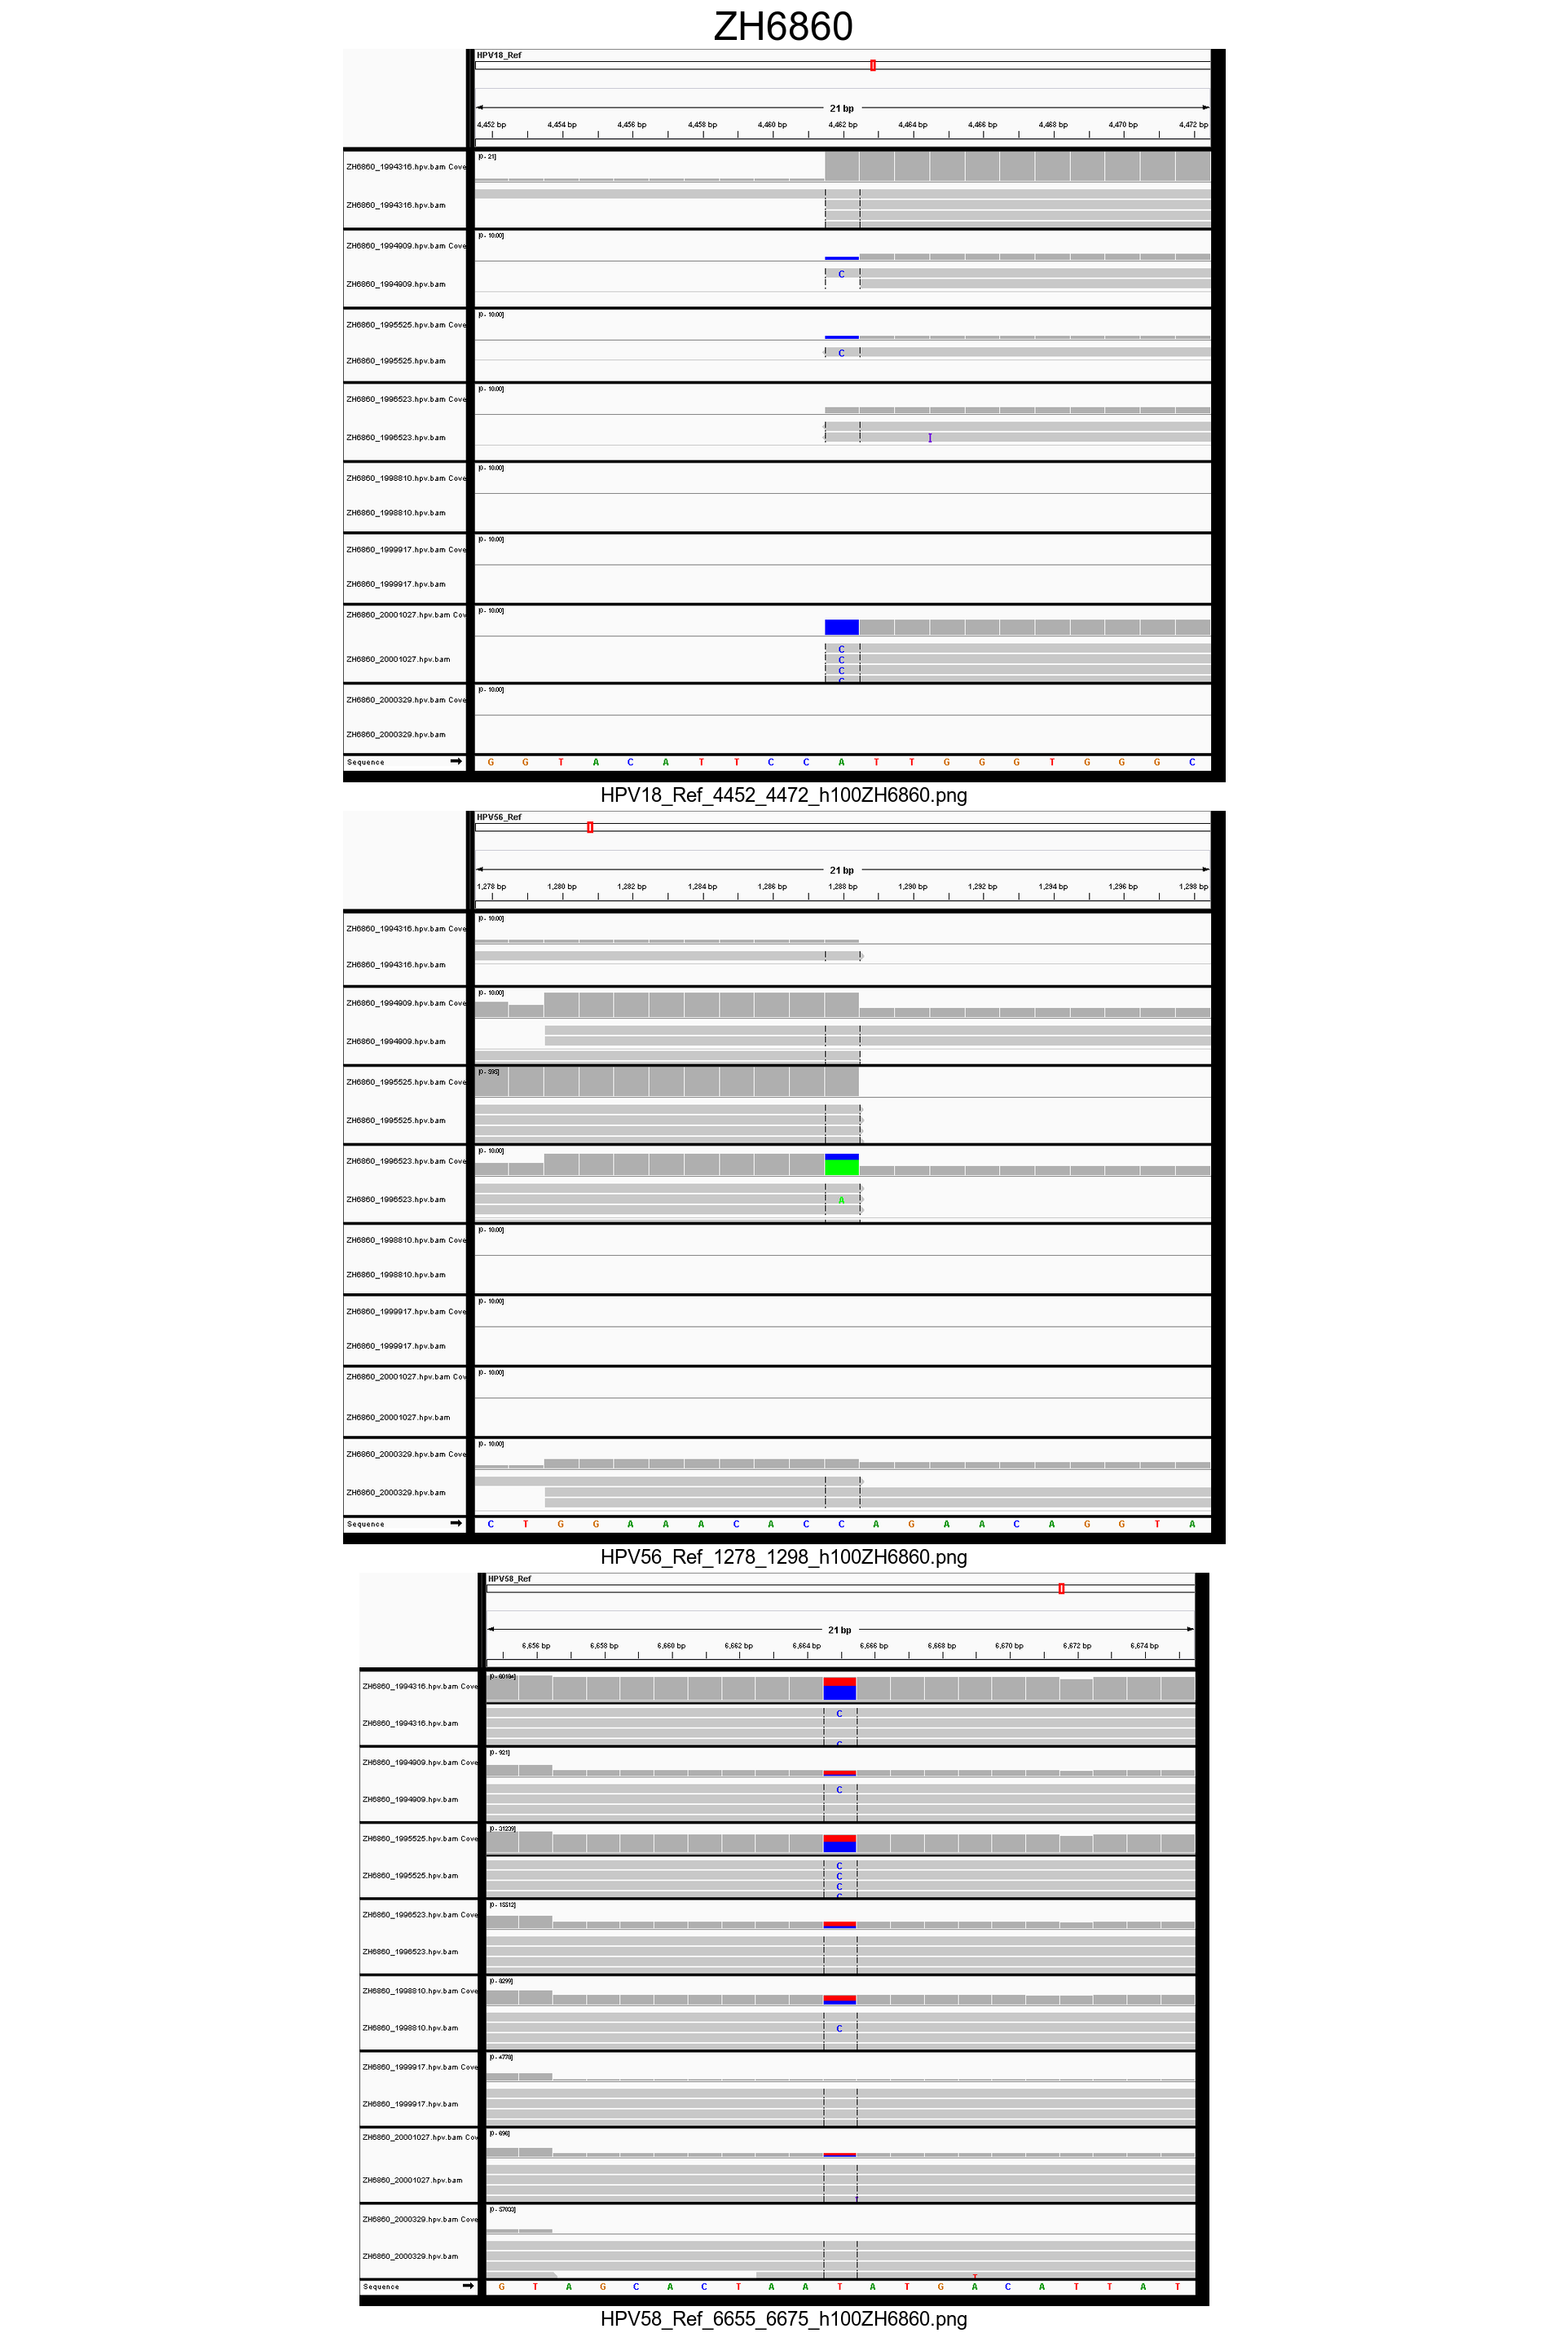 ZH6860
HPV18_Ref
21 bp
4,452 bp 4,454 bp 4,456 bp 4,458 bp 4,460 bp 4,462 bp 4,464 bp 4,466 bp 4,468 bp 4,470 bp 4,472 bp
[0 - 21]
ZH6860_1994316.hpv.bam Cove
ZH6860_1994316.hpv.bam
[0 - 10.00]
ZH6860_1994909.hpv.bam Cove
C
ZH6860_1994909.hpv.bam
[0 - 10.00]
ZH6860_1995525.hpv.bam Cove
C
ZH6860_1995525.hpv.bam
[0 - 10.00]
ZH6860_1996523.hpv.bam Cove
ZH6860_1996523.hpv.bam I
[0 - 10.00]
ZH6860_1998810.hpv.bam Cove
ZH6860_1998810.hpv.bam
[0 - 10.00]
ZH6860_1999917.hpv.bam Cove
ZH6860_1999917.hpv.bam
[0 - 10.00]
ZH6860_20001027.hpv.bam Cov
C
C
ZH6860_20001027.hpv.bam
C
C
[0 - 10.00]
ZH6860_2000329.hpv.bam Cove
ZH6860_2000329.hpv.bam
Sequence G G T A C A T T C C A T T G G G T G G G C
HPV18_Ref_4452_4472_h100ZH6860.png
HPV56_Ref
21 bp
1,278 bp 1,280 bp 1,282 bp 1,284 bp 1,286 bp 1,288 bp 1,290 bp 1,292 bp 1,294 bp 1,296 bp 1,298 bp
[0 - 10.00]
ZH6860_1994316.hpv.bam Cove
ZH6860_1994316.hpv.bam
[0 - 10.00]
ZH6860_1994909.hpv.bam Cove
ZH6860_1994909.hpv.bam
[0 - 595]
ZH6860_1995525.hpv.bam Cove
ZH6860_1995525.hpv.bam
[0 - 10.00]
ZH6860_1996523.hpv.bam Cove
ZH6860_1996523.hpv.bam A
[0 - 10.00]
ZH6860_1998810.hpv.bam Cove
ZH6860_1998810.hpv.bam
[0 - 10.00]
ZH6860_1999917.hpv.bam Cove
ZH6860_1999917.hpv.bam
[0 - 10.00]
ZH6860_20001027.hpv.bam Cov
ZH6860_20001027.hpv.bam
[0 - 10.00]
ZH6860_2000329.hpv.bam Cove
ZH6860_2000329.hpv.bam
Sequence C T G G A A A C A C C A G A A C A G G T A
HPV56_Ref_1278_1298_h100ZH6860.png
HPV58_Ref
21 bp
6,656 bp 6,658 bp 6,660 bp 6,662 bp 6,664 bp 6,666 bp 6,668 bp 6,670 bp 6,672 bp 6,674 bp
[0 - 60194]
ZH6860_1994316.hpv.bam Cove
C
ZH6860_1994316.hpv.bam
C
[0 - 921]
ZH6860_1994909.hpv.bam Cove
C
ZH6860_1994909.hpv.bam
[0 - 31239]
ZH6860_1995525.hpv.bam Cove
C
ZH6860_1995525.hpv.bam C
C
C
[0 - 15512]
ZH6860_1996523.hpv.bam Cove
ZH6860_1996523.hpv.bam
[0 - 8299]
ZH6860_1998810.hpv.bam Cove
ZH6860_1998810.hpv.bam C
[0 - 4779]
ZH6860_1999917.hpv.bam Cove
ZH6860_1999917.hpv.bam
[0 - 696]
ZH6860_20001027.hpv.bam Cov
ZH6860_20001027.hpv.bam
[0 - 57033]
ZH6860_2000329.hpv.bam Cove
ZH6860_2000329.hpv.bam
T
Sequence G T A G C A C T A A T A T G A C A T T A T
HPV58_Ref_6655_6675_h100ZH6860.png